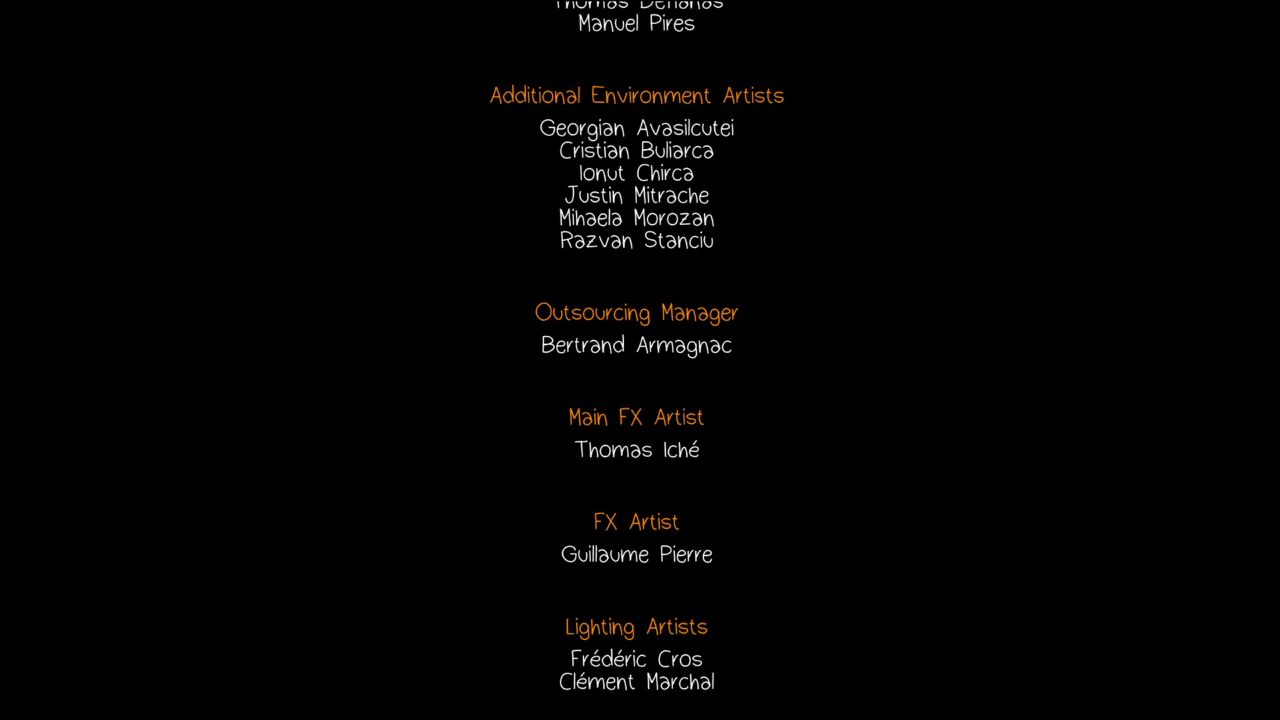 Thomas
Manuel Pires
Additional Environment Artists
Georgian Avasilcutei
Cristian Buliarca
Ionut Chirca
Justin Mitrache
Mihaela Morozan
Razvan Stanciu
Outsourcing Manager
Bertrand Armagnac
Main FX Artist
Thomas Iché
FX Artist
Guillaume Pierre
Lighting Artists
Frédéric Cros
Clément Marchal